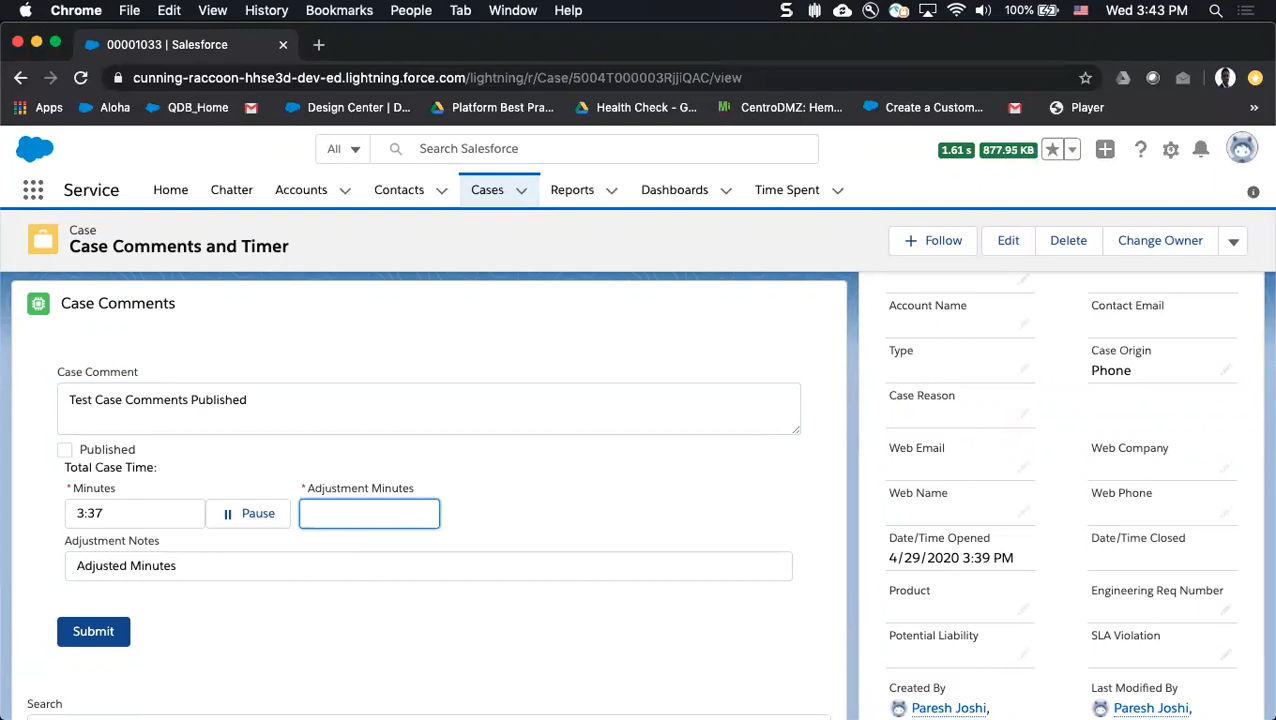 File Edit View History Bookmarks People Tab Window Help 100% Wed 3:43 PM
00001033 | Salesforce
cunning-raccoon-hhse3d-dev-ed.lightning.force.com/lightning/r/Case/5004T000003RjjiQAC/view
Apps Aloha QDB_Home Design Center | D... Platform Best Pra... Health Check - G... CentroDMZ: Hem... Create a Custom... Player
All Search Salesforce 1.61 s 877.95 KB
Service Home Chatter Accounts Contacts Cases Reports Dashboards Time Spent
Case
Case Comments and Timer
Follow Edit Delete Change Owner
Case Comments
Case Comment
Test Case Comments Published
Published
Total Case Time:
*Minutes *Adjustment Minutes
3:37 Pause
Adjustment Notes
Adjusted Minutes
Submit
Search
Account Name Contact Email
Type Case Origin
Phone
Case Reason
Web Email Web Company
Web Name Web Phone
Date/Time Opened Date/Time Closed
4/29/2020 3:39 PM
Product Engineering Req Number
Potential Liability SLA Violation
Created By Last Modified By
Paresh Joshi, Paresh Joshi,